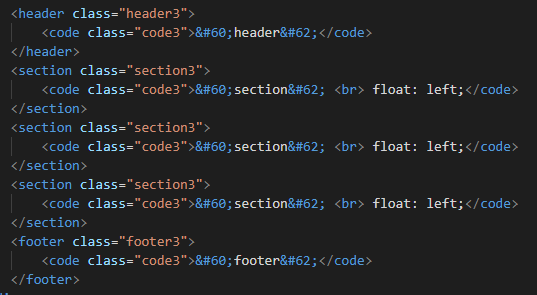 <header class="header3">
    <code class="code3">&#60;header&#62;</code>
</header>
<section class="section3">
    <code class="code3">&#60;section&#62; <br> float: left;</code>
</section>
<section class="section3">
    <code class="code3">&#60;section&#62; <br> float: left;</code>
</section>
<section class="section3">
    <code class="code3">&#60;section&#62; <br> float: left;</code>
</section>
<footer class="footer3">
    <code class="code3">&#60;footer&#62;</code>
</footer>